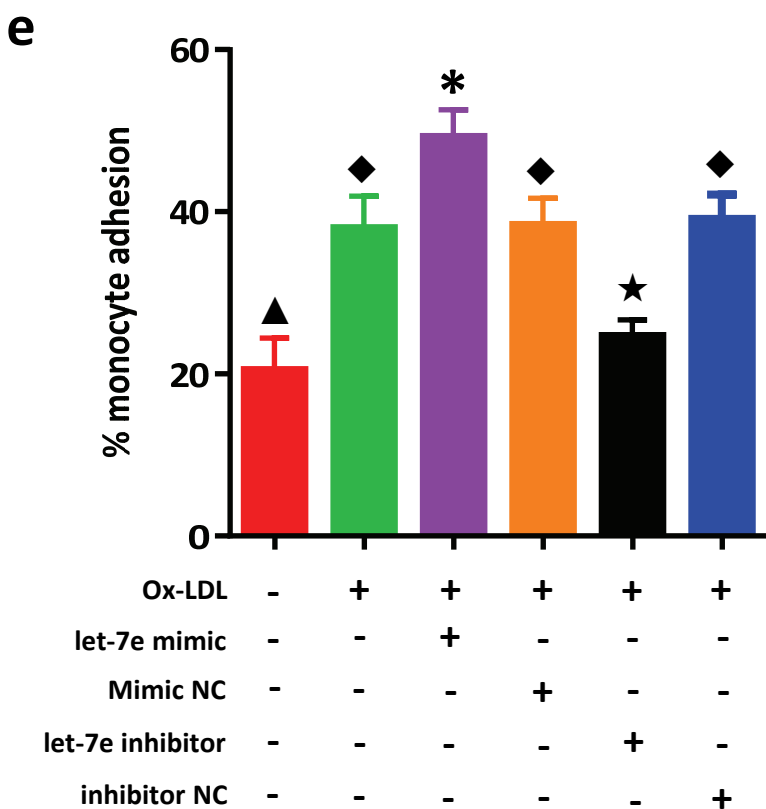 e
60
40
20
0
% monocyte adhesion
▲ ◆ * ◆ ★ ◆
Ox-LDL - + + + + +
let-7e mimic - - + - - -
Mimic NC - - - + - -
let-7e inhibitor - - - - + -
inhibitor NC - - - - - +